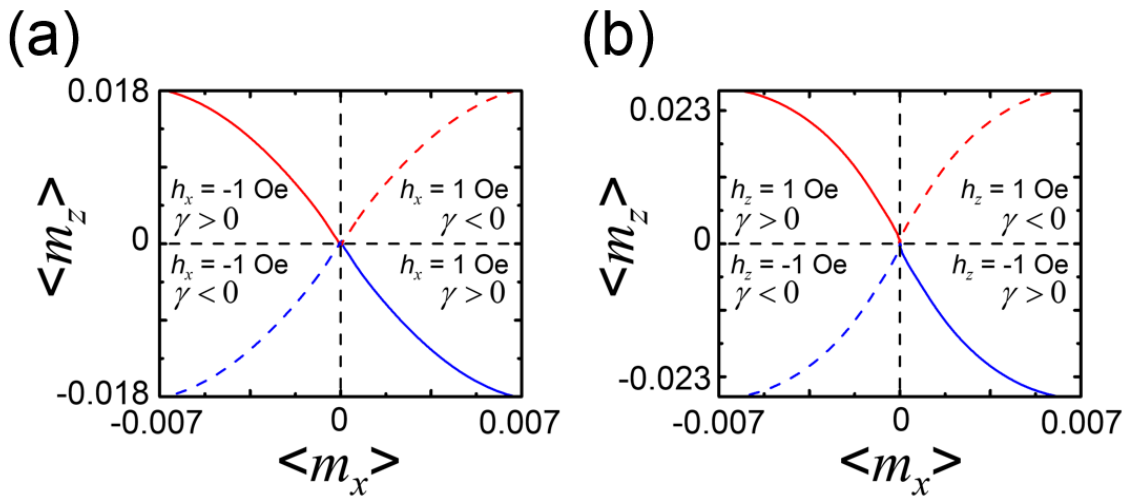 (a)
0.018
<m_z>
h_x = -1 Oe
γ > 0
h_x = 1 Oe
γ < 0
0
h_x = -1 Oe
γ < 0
h_x = 1 Oe
γ > 0
-0.018
-0.007
0
0.007
<m_x>
(b)
0.023
<m_z>
h_z = 1 Oe
γ > 0
h_z = 1 Oe
γ < 0
0
h_z = -1 Oe
γ < 0
h_z = -1 Oe
γ > 0
-0.023
-0.007
0
0.007
<m_x>